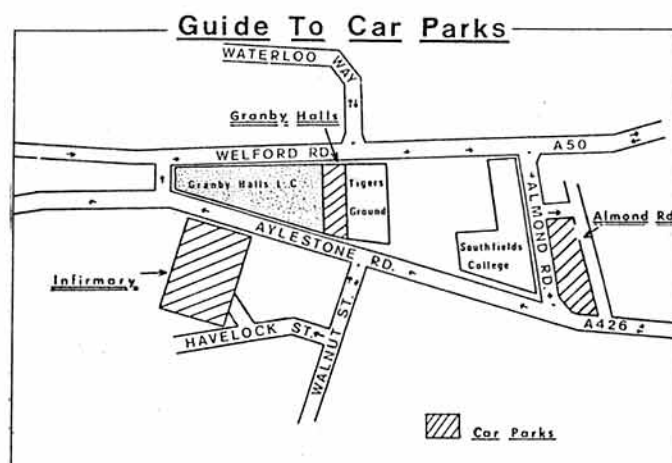 Guide To Car Parks
WATERLOO
WAY
Granby Halls
WELFORD RD.
A50
Granby Halls L.C
Tigers
Ground
ALMOND RD.
Almond Rd
Southfields
College
AYLESTONE RD.
Infirmary
HAVELOCK ST.
WALNUT ST.
A426
Car Parks